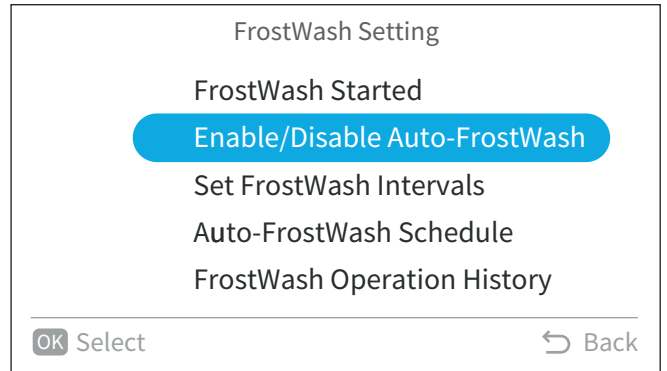 FrostWash Setting
FrostWash Started
Enable/Disable Auto-FrostWash
Set FrostWash Intervals
Auto-FrostWash Schedule
FrostWash Operation History
OK Select
Back